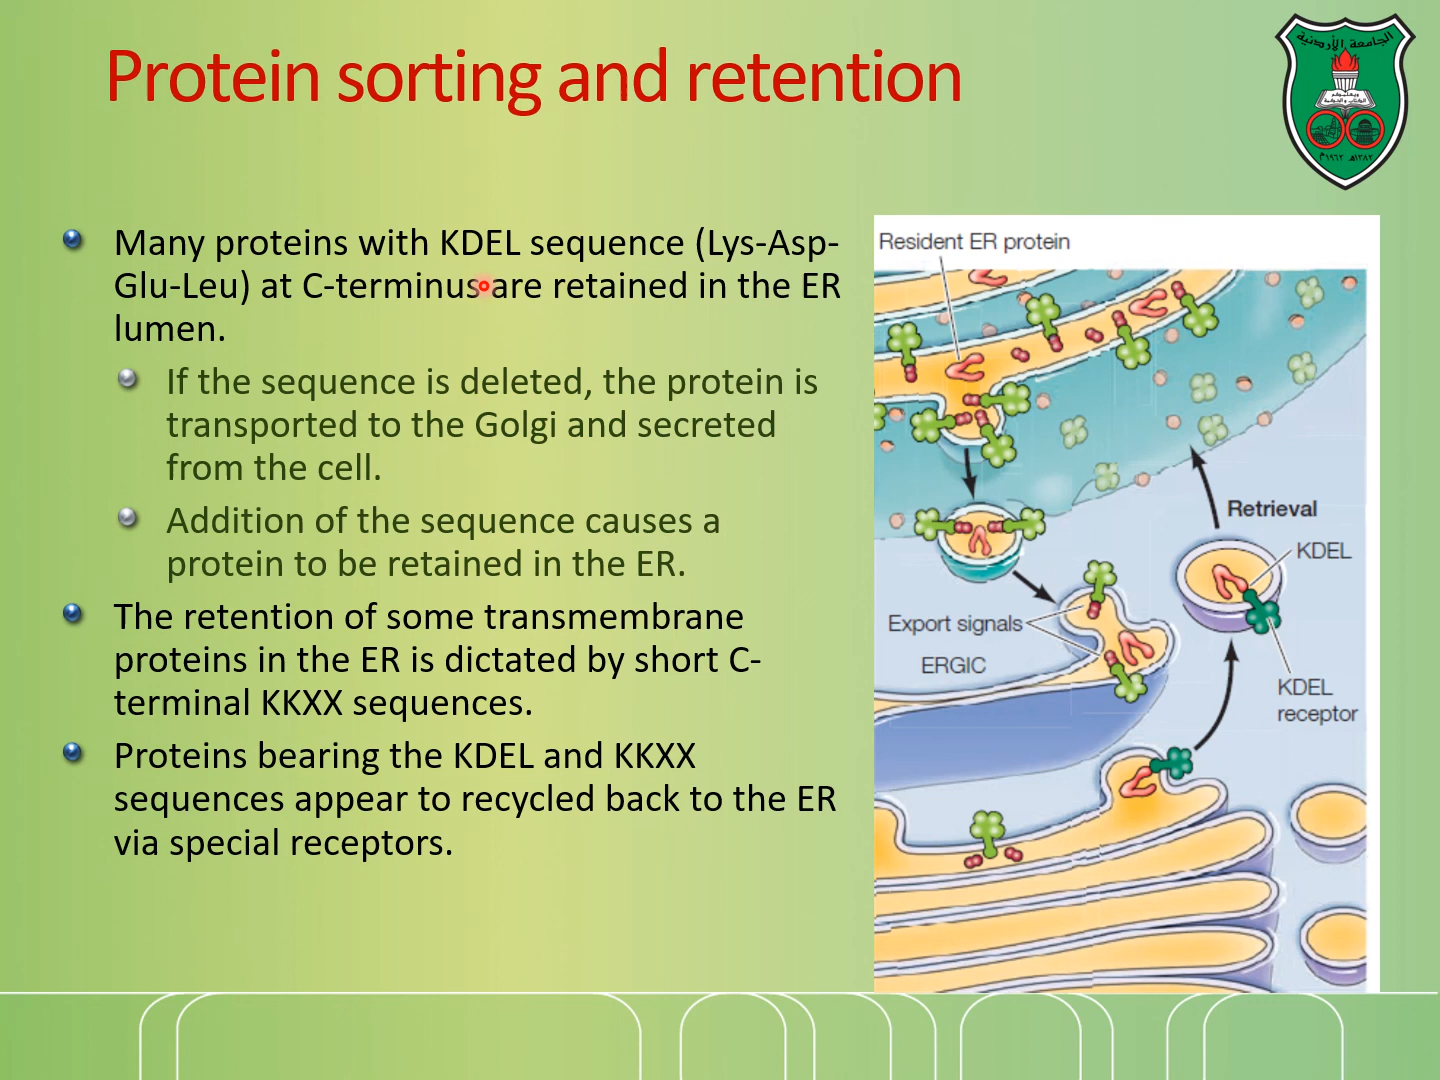 Protein sorting and retention
الجامعة الأردنية
Many proteins with KDEL sequence (Lys-Asp-
Glu-Leu) at C-terminus are retained in the ER
lumen.
If the sequence is deleted, the protein is
transported to the Golgi and secreted
from the cell.
Addition of the sequence causes a
protein to be retained in the ER.
The retention of some transmembrane
proteins in the ER is dictated by short C-
terminal KKXX sequences.
Proteins bearing the KDEL and KKXX
sequences appear to recycled back to the ER
via special receptors.
Resident ER protein
Retrieval
KDEL
Export signals
ERGIC
KDEL
receptor